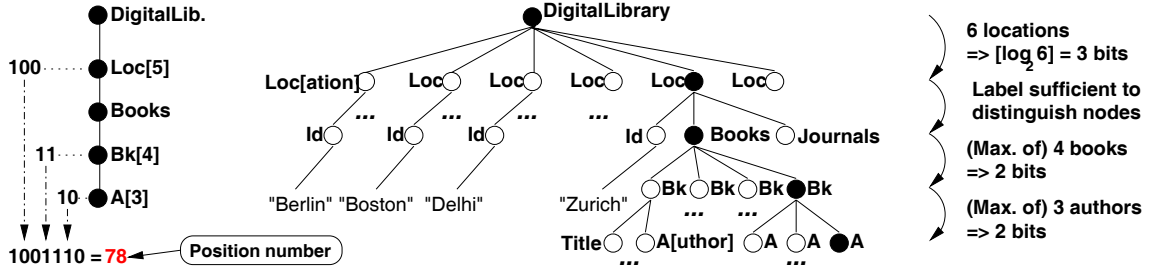 DigitalLib.
100 Loc[5]
Books
11 Bk[4]
10 A[3]
1001110 = 78
Position number
DigitalLibrary
Loc[ation] Loc Loc Loc Loc Loc
... ... ... ...
Id Id Id Id Books Journals
"Berlin" "Boston" "Delhi" "Zurich" Bk Bk Bk Bk
... ...
Title A[uthor] A A A
... ...
6 locations
=> [log2 6] = 3 bits
Label sufficient to
distinguish nodes
(Max. of) 4 books
=> 2 bits
(Max. of) 3 authors
=> 2 bits